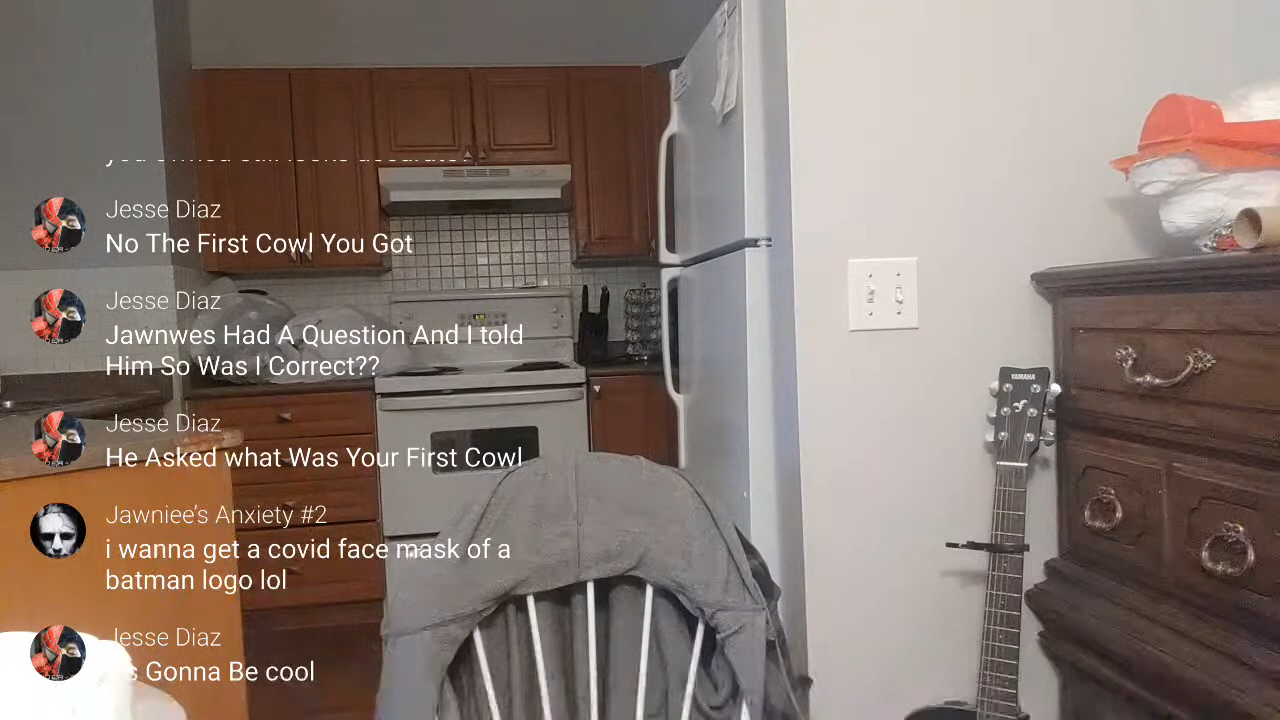 Jesse Diaz
No The First Cowl You Got
Jesse Diaz
Jawnwes Had A Question And I told
Him So Was I Correct??
Jesse Diaz
He Asked what Was Your First Cowl
Jawniee's Anxiety #2
i wanna get a covid face mask of a
batman logo lol
Jesse Diaz
Gonna Be cool
YAMAHA